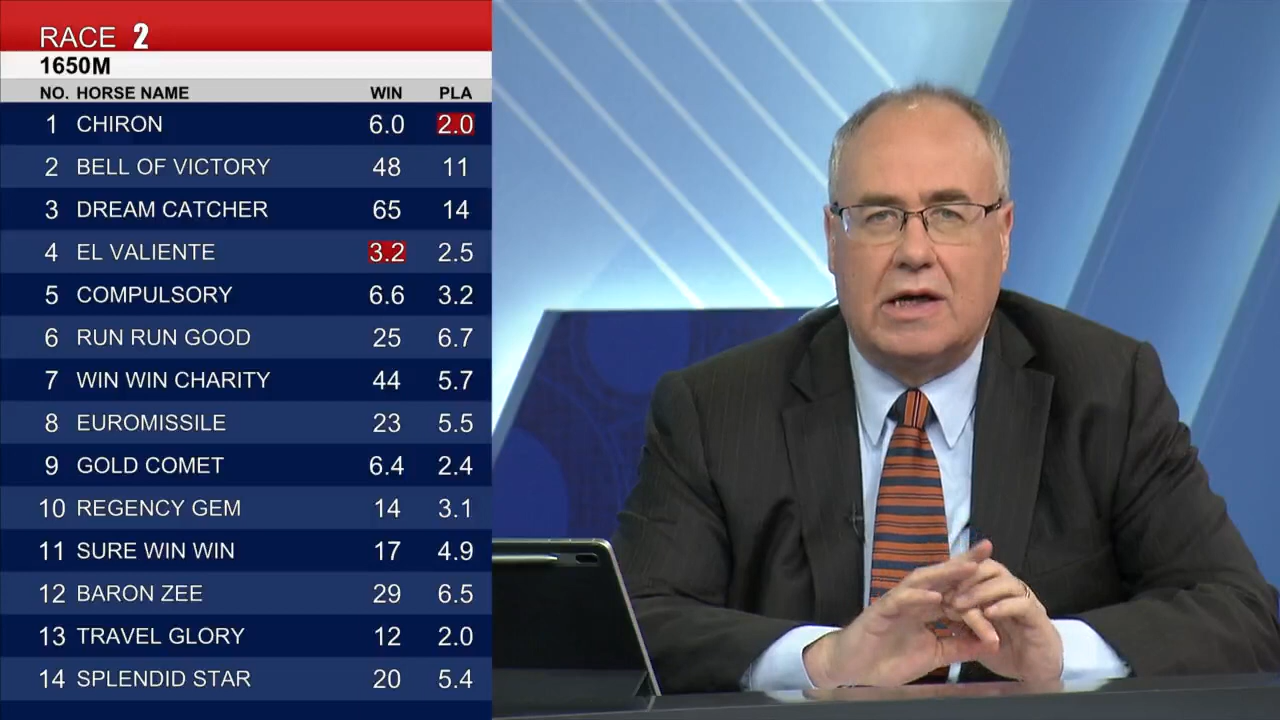 RACE 2
1650M
NO. HORSE NAME WIN PLA
1 CHIRON 6.0 2.0
2 BELL OF VICTORY 48 11
3 DREAM CATCHER 65 14
4 EL VALIENTE 3.2 2.5
5 COMPULSORY 6.6 3.2
6 RUN RUN GOOD 25 6.7
7 WIN WIN CHARITY 44 5.7
8 EUROMISSILE 23 5.5
9 GOLD COMET 6.4 2.4
10 REGENCY GEM 14 3.1
11 SURE WIN WIN 17 4.9
12 BARON ZEE 29 6.5
13 TRAVEL GLORY 12 2.0
14 SPLENDID STAR 20 5.4